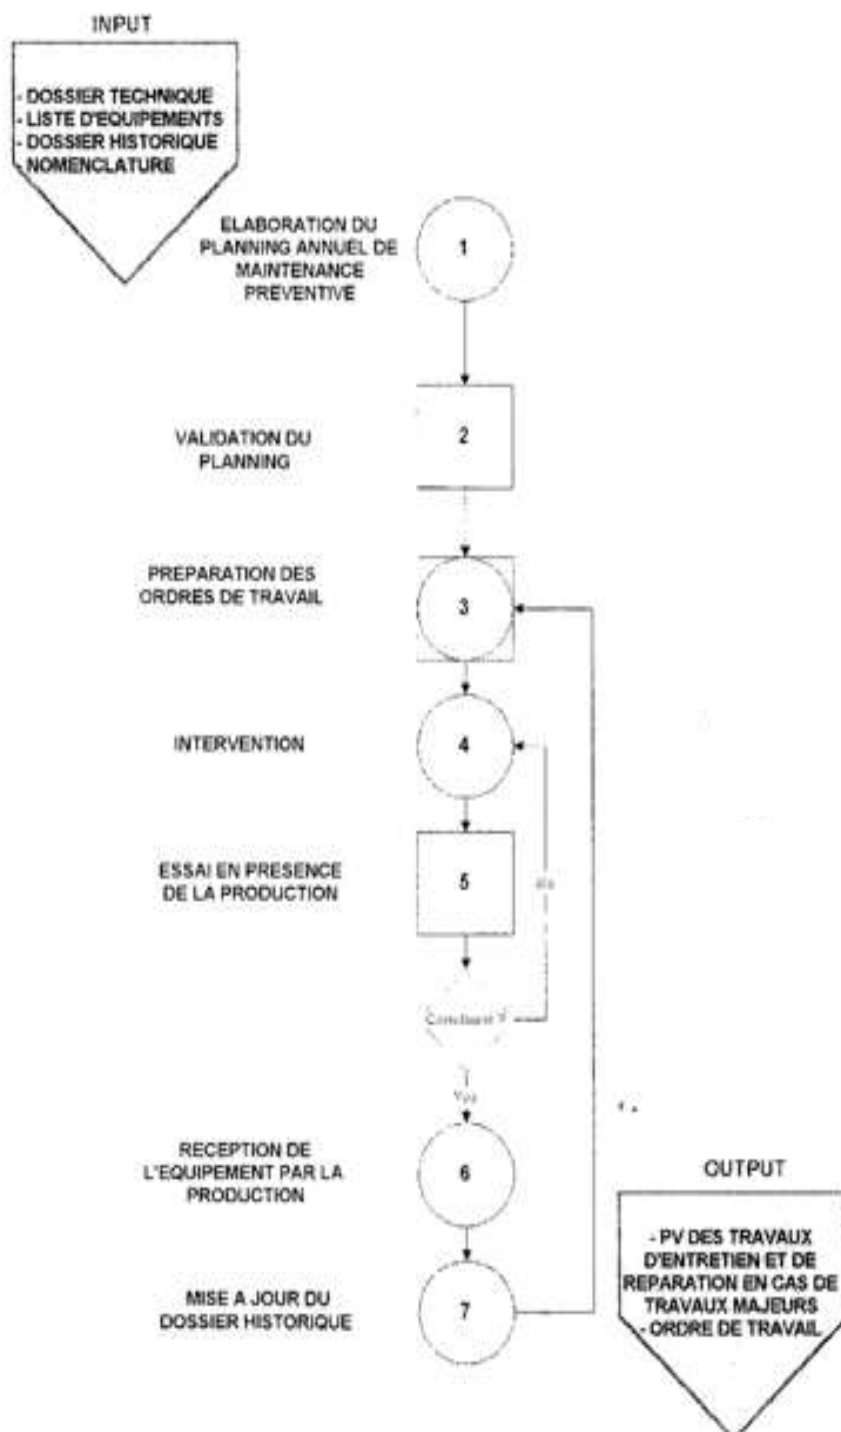 INPUT
- DOSSIER TECHNIQUE
- LISTE D'EQUIPEMENTS
- DOSSIER HISTORIQUE
- NOMENCLATURE
ELABORATION DU
PLANNING ANNUEL DE
MAINTENANCE
PREVENTIVE
1
VALIDATION DU
PLANNING
2
PREPARATION DES
ORDRES DE TRAVAIL
3
INTERVENTION
4
ESSAI EN PRESENCE
DE LA PRODUCTION
5
RECEPTION DE
L'EQUIPEMENT PAR LA
PRODUCTION
6
MISE A JOUR DU
DOSSIER HISTORIQUE
7
OUTPUT
- PV DES TRAVAUX
D'ENTRETIEN ET DE
REPARATION EN CAS DE
TRAVAUX MAJEURS
- ORDRE DE TRAVAIL